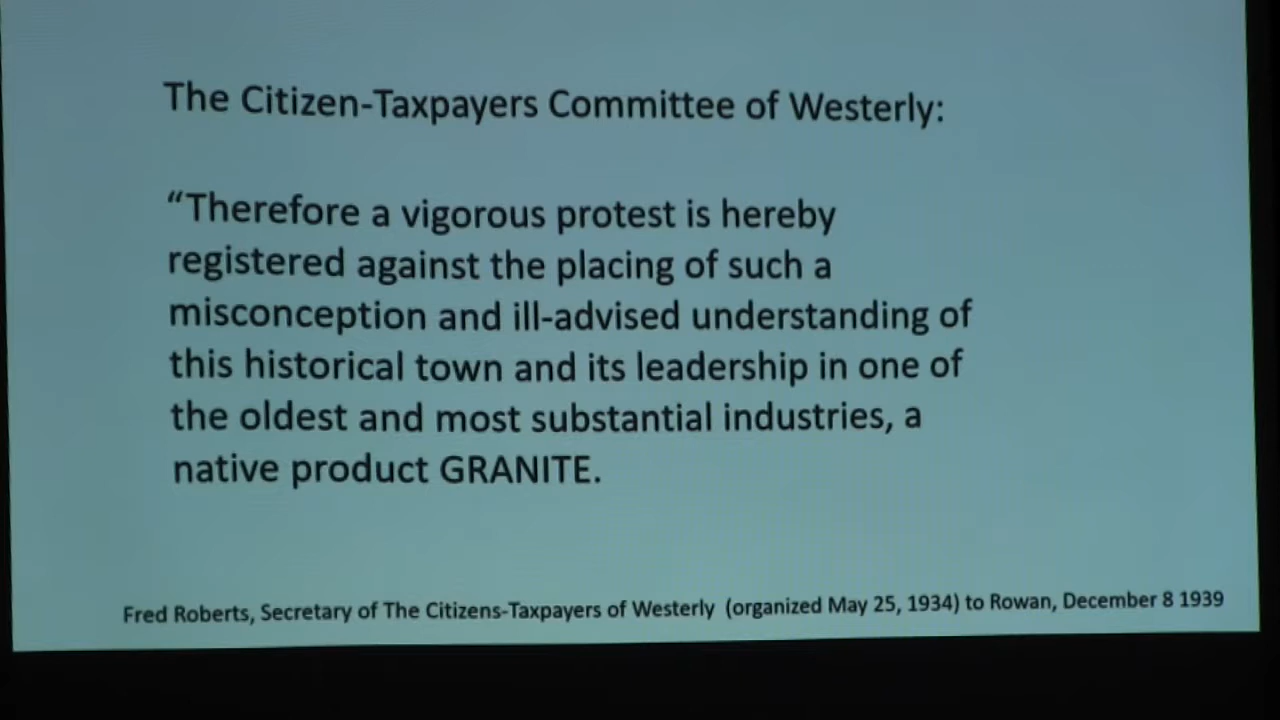 The Citizen-Taxpayers Committee of Westerly:
“Therefore a vigorous protest is hereby
registered against the placing of such a
misconception and ill-advised understanding of
this historical town and its leadership in one of
the oldest and most substantial industries, a
native product GRANITE.
Fred Roberts, Secretary of The Citizens-Taxpayers of Westerly (organized May 25, 1934) to Rowan, December 8 1939